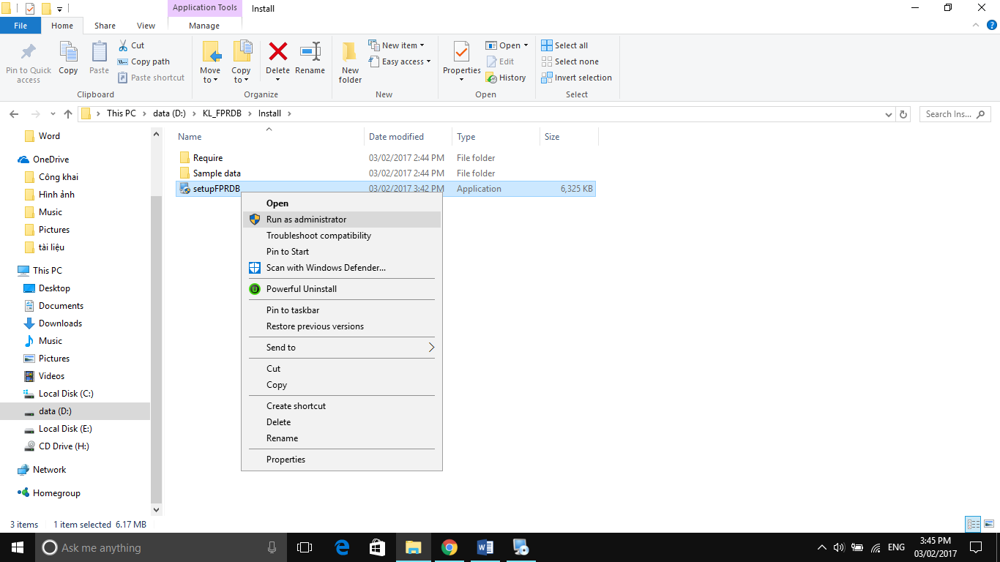 Application Tools
Install
File
Home
Share
View
Manage
Pin to Quick access
Copy
Paste
Cut
Copy path
Paste shortcut
Clipboard
Move to
Copy to
Delete
Rename
Organize
New folder
New item
Easy access
New
Properties
Open
Edit
History
Open
Select all
Select none
Invert selection
Select
This PC
data (D:)
KL_FPRDB
Install
Search Ins...
Word
OneDrive
Công khai
Hình ảnh
Music
Pictures
tài liệu
This PC
Desktop
Documents
Downloads
Music
Pictures
Videos
Local Disk (C:)
data (D:)
Local Disk (E:)
CD Drive (H:)
Network
Homegroup
Name Date modified Type Size
Require 03/02/2017 2:44 PM File folder
Sample data 03/02/2017 2:44 PM File folder
setupFPRDB 03/02/2017 3:42 PM Application 6,325 KB
Open
Run as administrator
Troubleshoot compatibility
Pin to Start
Scan with Windows Defender...
Powerful Uninstall
Pin to taskbar
Restore previous versions
Send to
Cut
Copy
Create shortcut
Delete
Rename
Properties
3 items 1 item selected 6.17 MB
Ask me anything
ENG
3:45 PM
03/02/2017